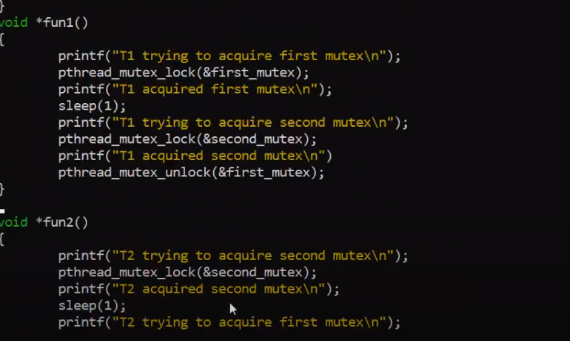 }
void *fun1()
{
printf("T1 trying to acquire first mutex\n");
pthread_mutex_lock(&first_mutex);
printf("T1 acquired first mutex\n");
sleep(1);
printf("T1 trying to acquire second mutex\n");
pthread_mutex_lock(&second_mutex);
printf("T1 acquired second mutex\n")
pthread_mutex_unlock(&first_mutex);
}
void *fun2()
{
printf("T2 trying to acquire second mutex\n");
pthread_mutex_lock(&second_mutex);
printf("T2 acquired second mutex\n");
sleep(1);
printf("T2 trying to acquire first mutex\n");